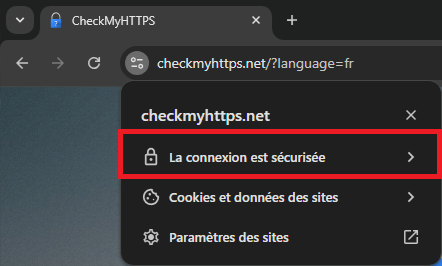 CheckMyHTTPS
checkmyhttps.net/?language=fr
checkmyhttps.net
La connexion est sécurisée
Cookies et données des sites
Paramètres des sites